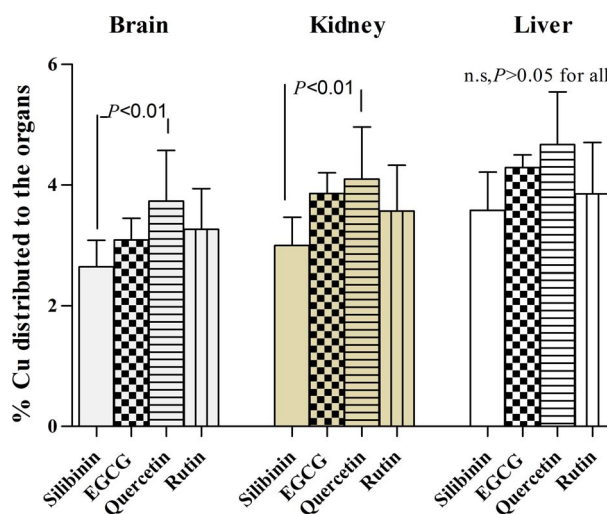 Brain Kidney Liver
% Cu distributed to the organs
6
4
2
0
P<0.01
P<0.01
n.s,P>0.05 for all
Silibinin EGCG Quercetin Rutin
Silibinin EGCG Quercetin Rutin
Silibinin EGCG Quercetin Rutin